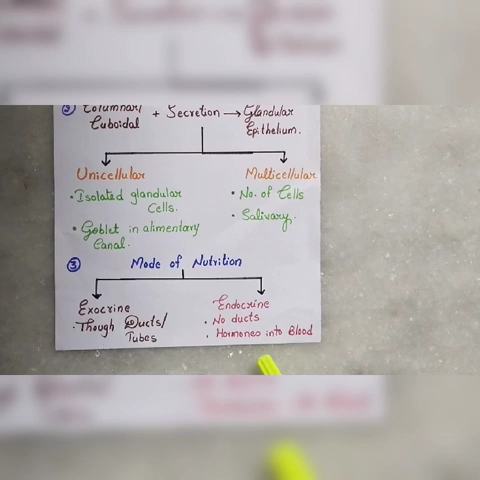 Columnar/ + Secretion → Glandular
Cuboidal Epithelium.
Unicellular Multicellular
• Isolated glandular • No. of Cells
Cells. • Salivary.
• Goblet in alimentary
Canal.
③ Mode of Nutrition
Exocrine Endocrine
• Though Ducts/ • No ducts
Tubes • Hormones into Blood